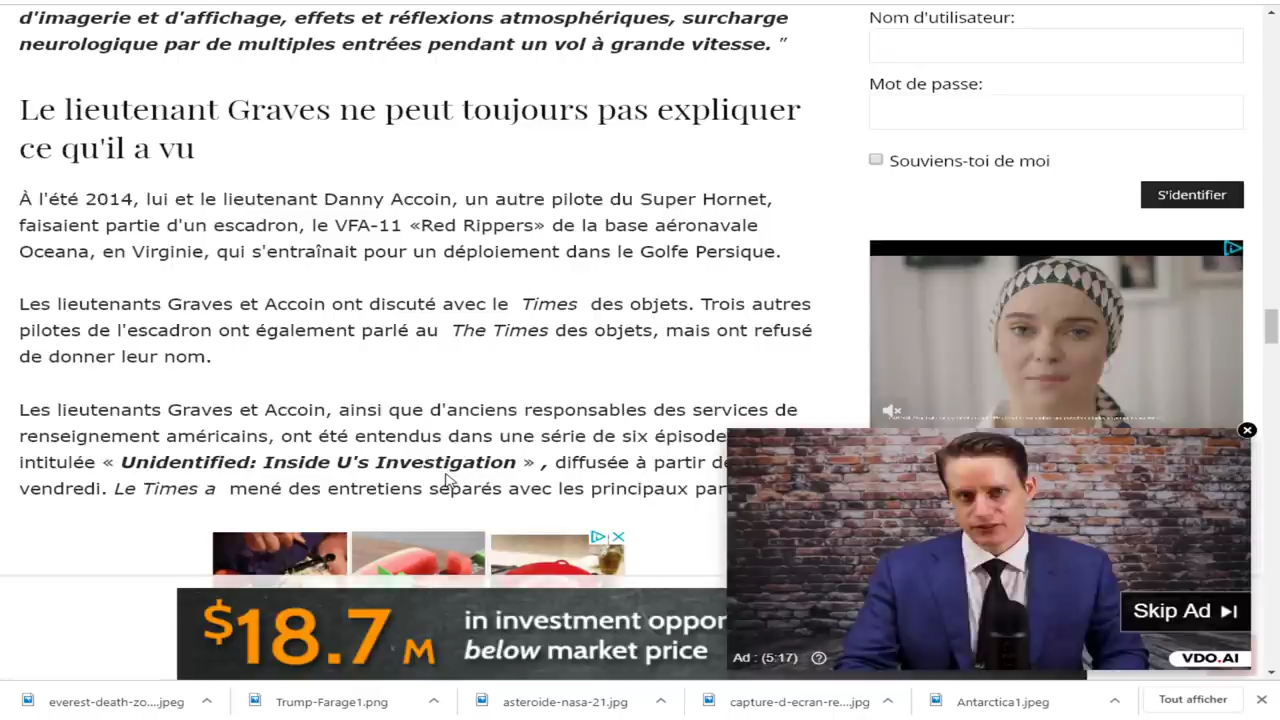 d'imagerie et d'affichage, effets et réflexions atmosphériques, surcharge
neurologique par de multiples entrées pendant un vol à grande vitesse. ”
Le lieutenant Graves ne peut toujours pas expliquer
ce qu'il a vu
À l'été 2014, lui et le lieutenant Danny Accoin, un autre pilote du Super Hornet,
faisaient partie d'un escadron, le VFA-11 «Red Rippers» de la base aéronavale
Oceana, en Virginie, qui s'entraînait pour un déploiement dans le Golfe Persique.
Les lieutenants Graves et Accoin ont discuté avec le Times des objets. Trois autres
pilotes de l'escadron ont également parlé au The Times des objets, mais ont refusé
de donner leur nom.
Les lieutenants Graves et Accoin, ainsi que d'anciens responsables des services de
renseignement américains, ont été entendus dans une série de six épisode
intitulée « Unidentified: Inside U's Investigation » , diffusée à partir de
vendredi. Le Times a mené des entretiens séparés avec les principaux par
Nom d'utilisateur:
Mot de passe:
Souviens-toi de moi
S'identifier
$18.7 M
in investment oppor
below market price
Skip Ad
Ad : (5:17)
VDO.AI
everest-death-zo....jpeg
Trump-Farage1.png
asteroide-nasa-21.jpg
capture-d-ecran-re....jpg
Antarctica1.jpeg
Tout afficher